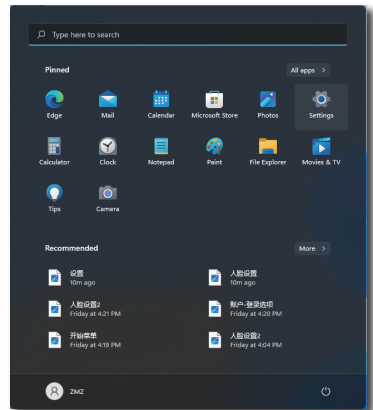 Type here to search
Pinned
All apps >
Edge Mail Calendar Microsoft Store Photos Settings
Calculator Clock Notepad Paint File Explorer Movies & TV
Tips Camera
Recommended
More >
设置 人脸设置
10m ago 10m ago
人脸设置2 账户-登录选项
Friday at 4:21 PM Friday at 4:20 PM
开始菜单 人脸设置2
Friday at 4:19 PM Friday at 4:04 PM
ZMZ